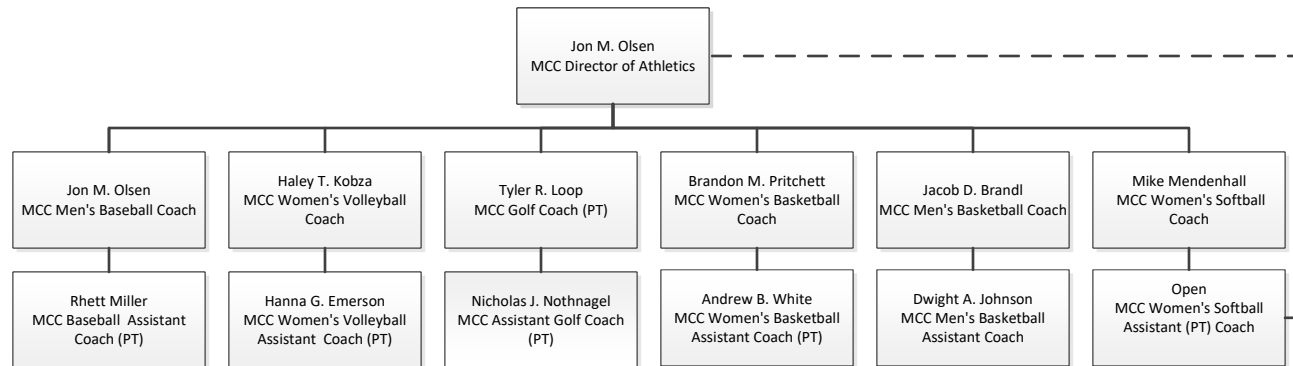 Jon M. Olsen
MCC Director of Athletics
Jon M. Olsen
MCC Men's Baseball Coach
Haley T. Kobza
MCC Women's Volleyball
Coach
Tyler R. Loop
MCC Golf Coach (PT)
Brandon M. Pritchett
MCC Women's Basketball
Coach
Jacob D. Brandl
MCC Men's Basketball Coach
Mike Mendenhall
MCC Women's Softball
Coach
Rhett Miller
MCC Baseball  Assistant
Coach (PT)
Hanna G. Emerson
MCC Women's Volleyball
Assistant  Coach (PT)
Nicholas J. Nothnagel
MCC Assistant Golf Coach
(PT)
Andrew B. White
MCC Women's Basketball
Assistant Coach (PT)
Dwight A. Johnson
MCC Men's Basketball
Assistant Coach
Open
MCC Women's Softball
Assistant (PT) Coach